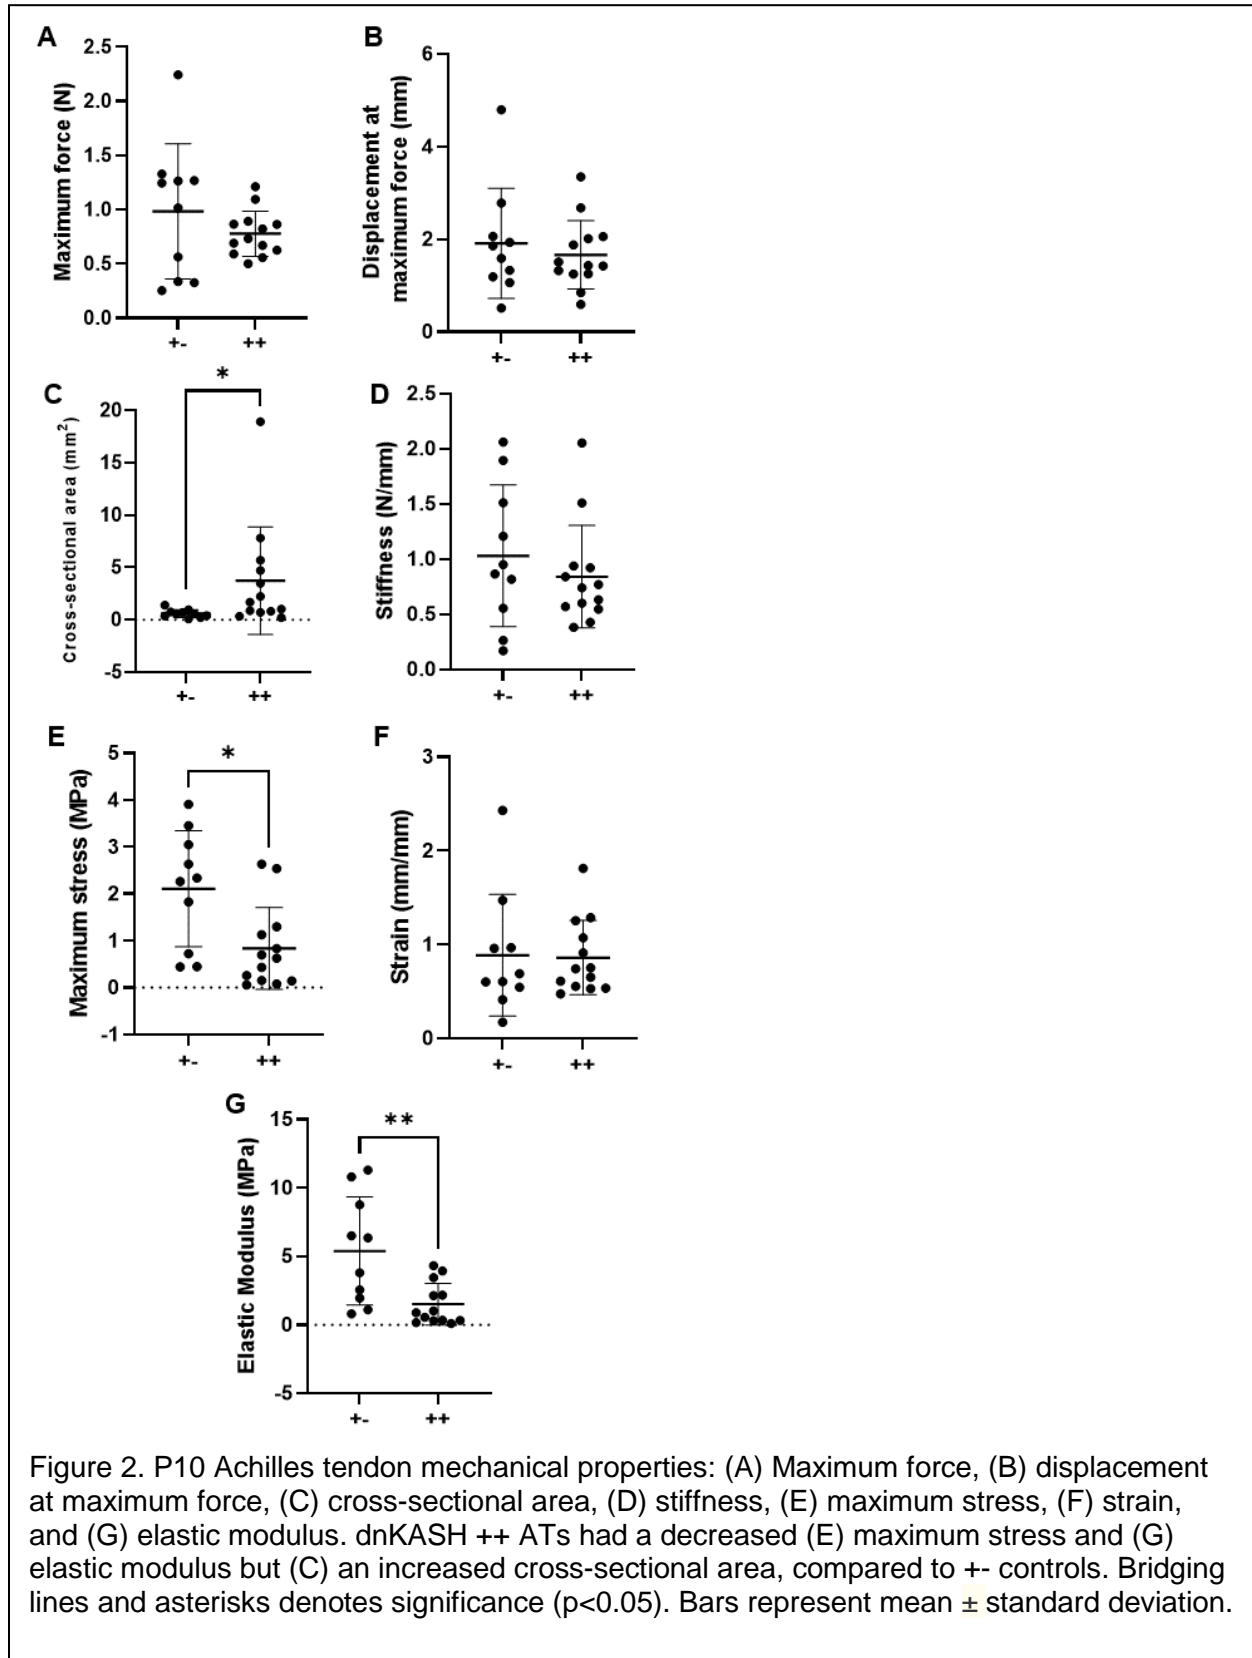 A
B
2.5
2.0
1.5
1.0
0.5
0.0
Maximum force (N)
+-
++
6
4
2
0
Displacement at
maximum force (mm)
+-
++
C
D
*
20
15
10
5
0
-5
Cross-sectional area (mm²)
+-
++
2.5
2.0
1.5
1.0
0.5
0.0
Stiffness (N/mm)
+-
++
E
F
*
5
4
3
2
1
0
-1
Maximum stress (MPa)
+-
++
3
2
1
0
Strain (mm/mm)
+-
++
G
**
15
10
5
0
-5
Elastic Modulus (MPa)
+-
++
Figure 2. P10 Achilles tendon mechanical properties: (A) Maximum force, (B) displacement
at maximum force, (C) cross-sectional area, (D) stiffness, (E) maximum stress, (F) strain,
and (G) elastic modulus. dnKASH ++ ATs had a decreased (E) maximum stress and (G)
elastic modulus but (C) an increased cross-sectional area, compared to +- controls. Bridging
lines and asterisks denotes significance (p<0.05). Bars represent mean ± standard deviation.